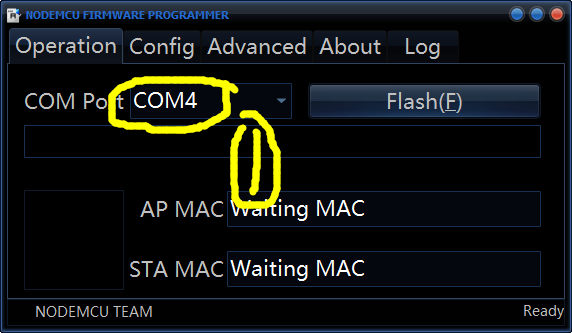 NODEMCU FIRMWARE PROGRAMMER
Operation Config Advanced About Log
COM Port COM4 Flash(F)
1
AP MAC Waiting MAC
STA MAC Waiting MAC
NODEMCU TEAM Ready